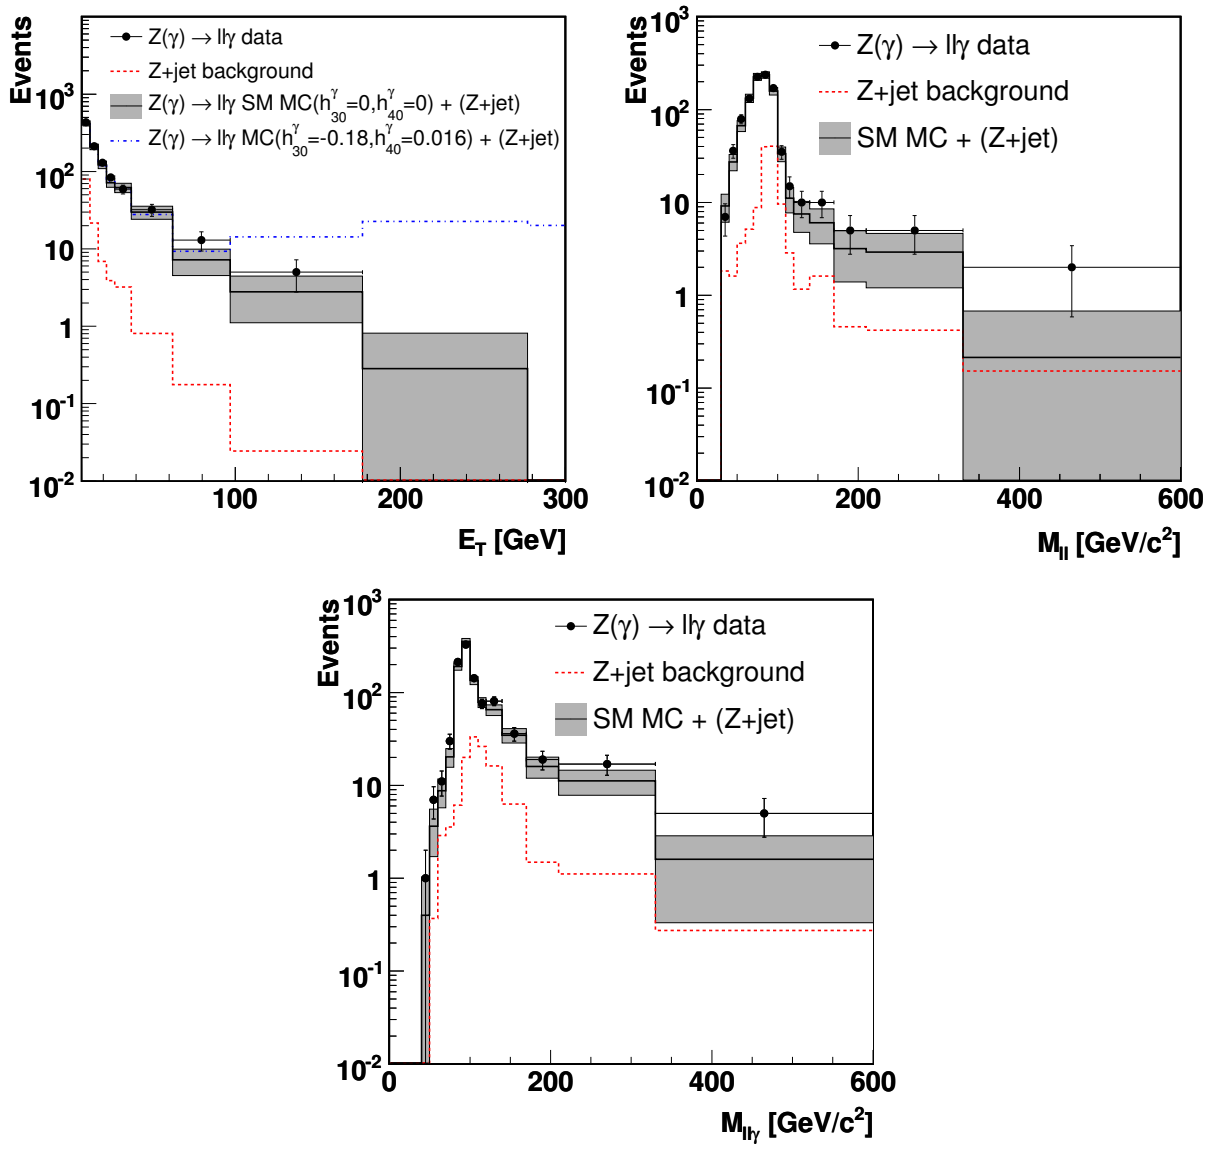 Events
10³
10²
10
1
10⁻¹
10⁻²
Z(γ) → llγ data
Z+jet background
Z(γ) → llγ SM MC(h₃₀^γ=0,h₄₀^γ=0) + (Z+jet)
Z(γ) → llγ MC(h₃₀^γ=-0.18,h₄₀^γ=0.016) + (Z+jet)
100 200 300
E_T [GeV]
Events
10³
10²
10
1
10⁻¹
10⁻²
Z(γ) → llγ data
Z+jet background
SM MC + (Z+jet)
0 200 400 600
M_ll [GeV/c²]
Events
10³
10²
10
1
10⁻¹
10⁻²
Z(γ) → llγ data
Z+jet background
SM MC + (Z+jet)
0 200 400 600
M_llγ [GeV/c²]